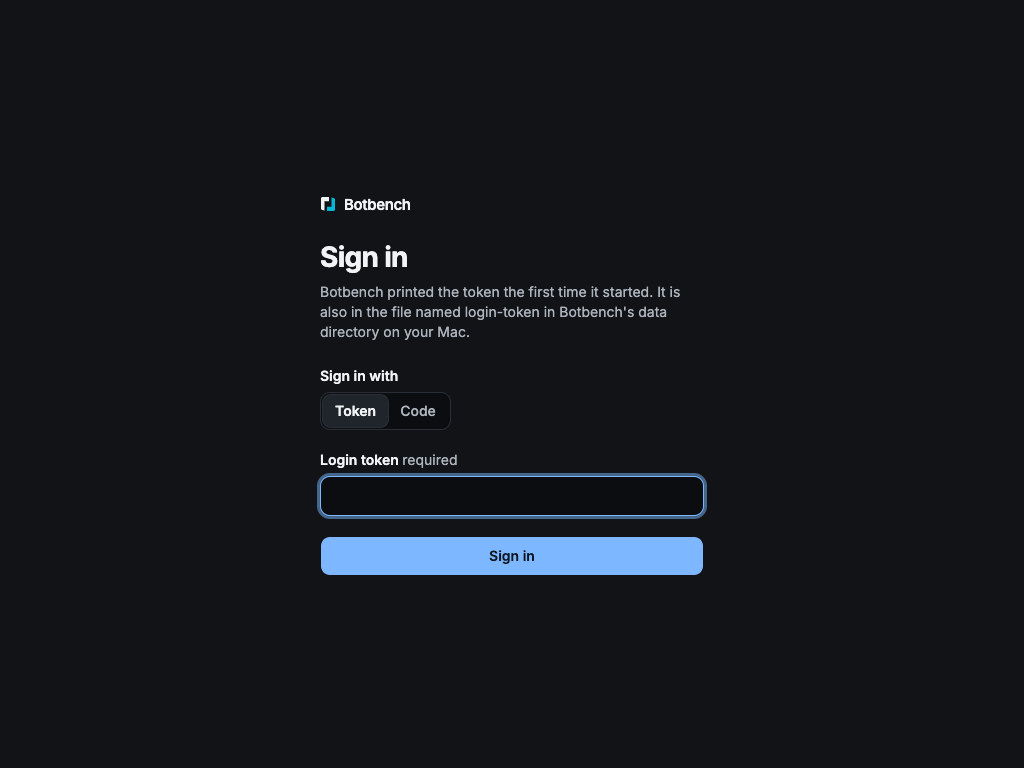 Botbench
Sign in
Botbench printed the token the first time it started. It is
also in the file named login-token in Botbench's data
directory on your Mac.
Sign in with
Token Code
Login token required
Sign in